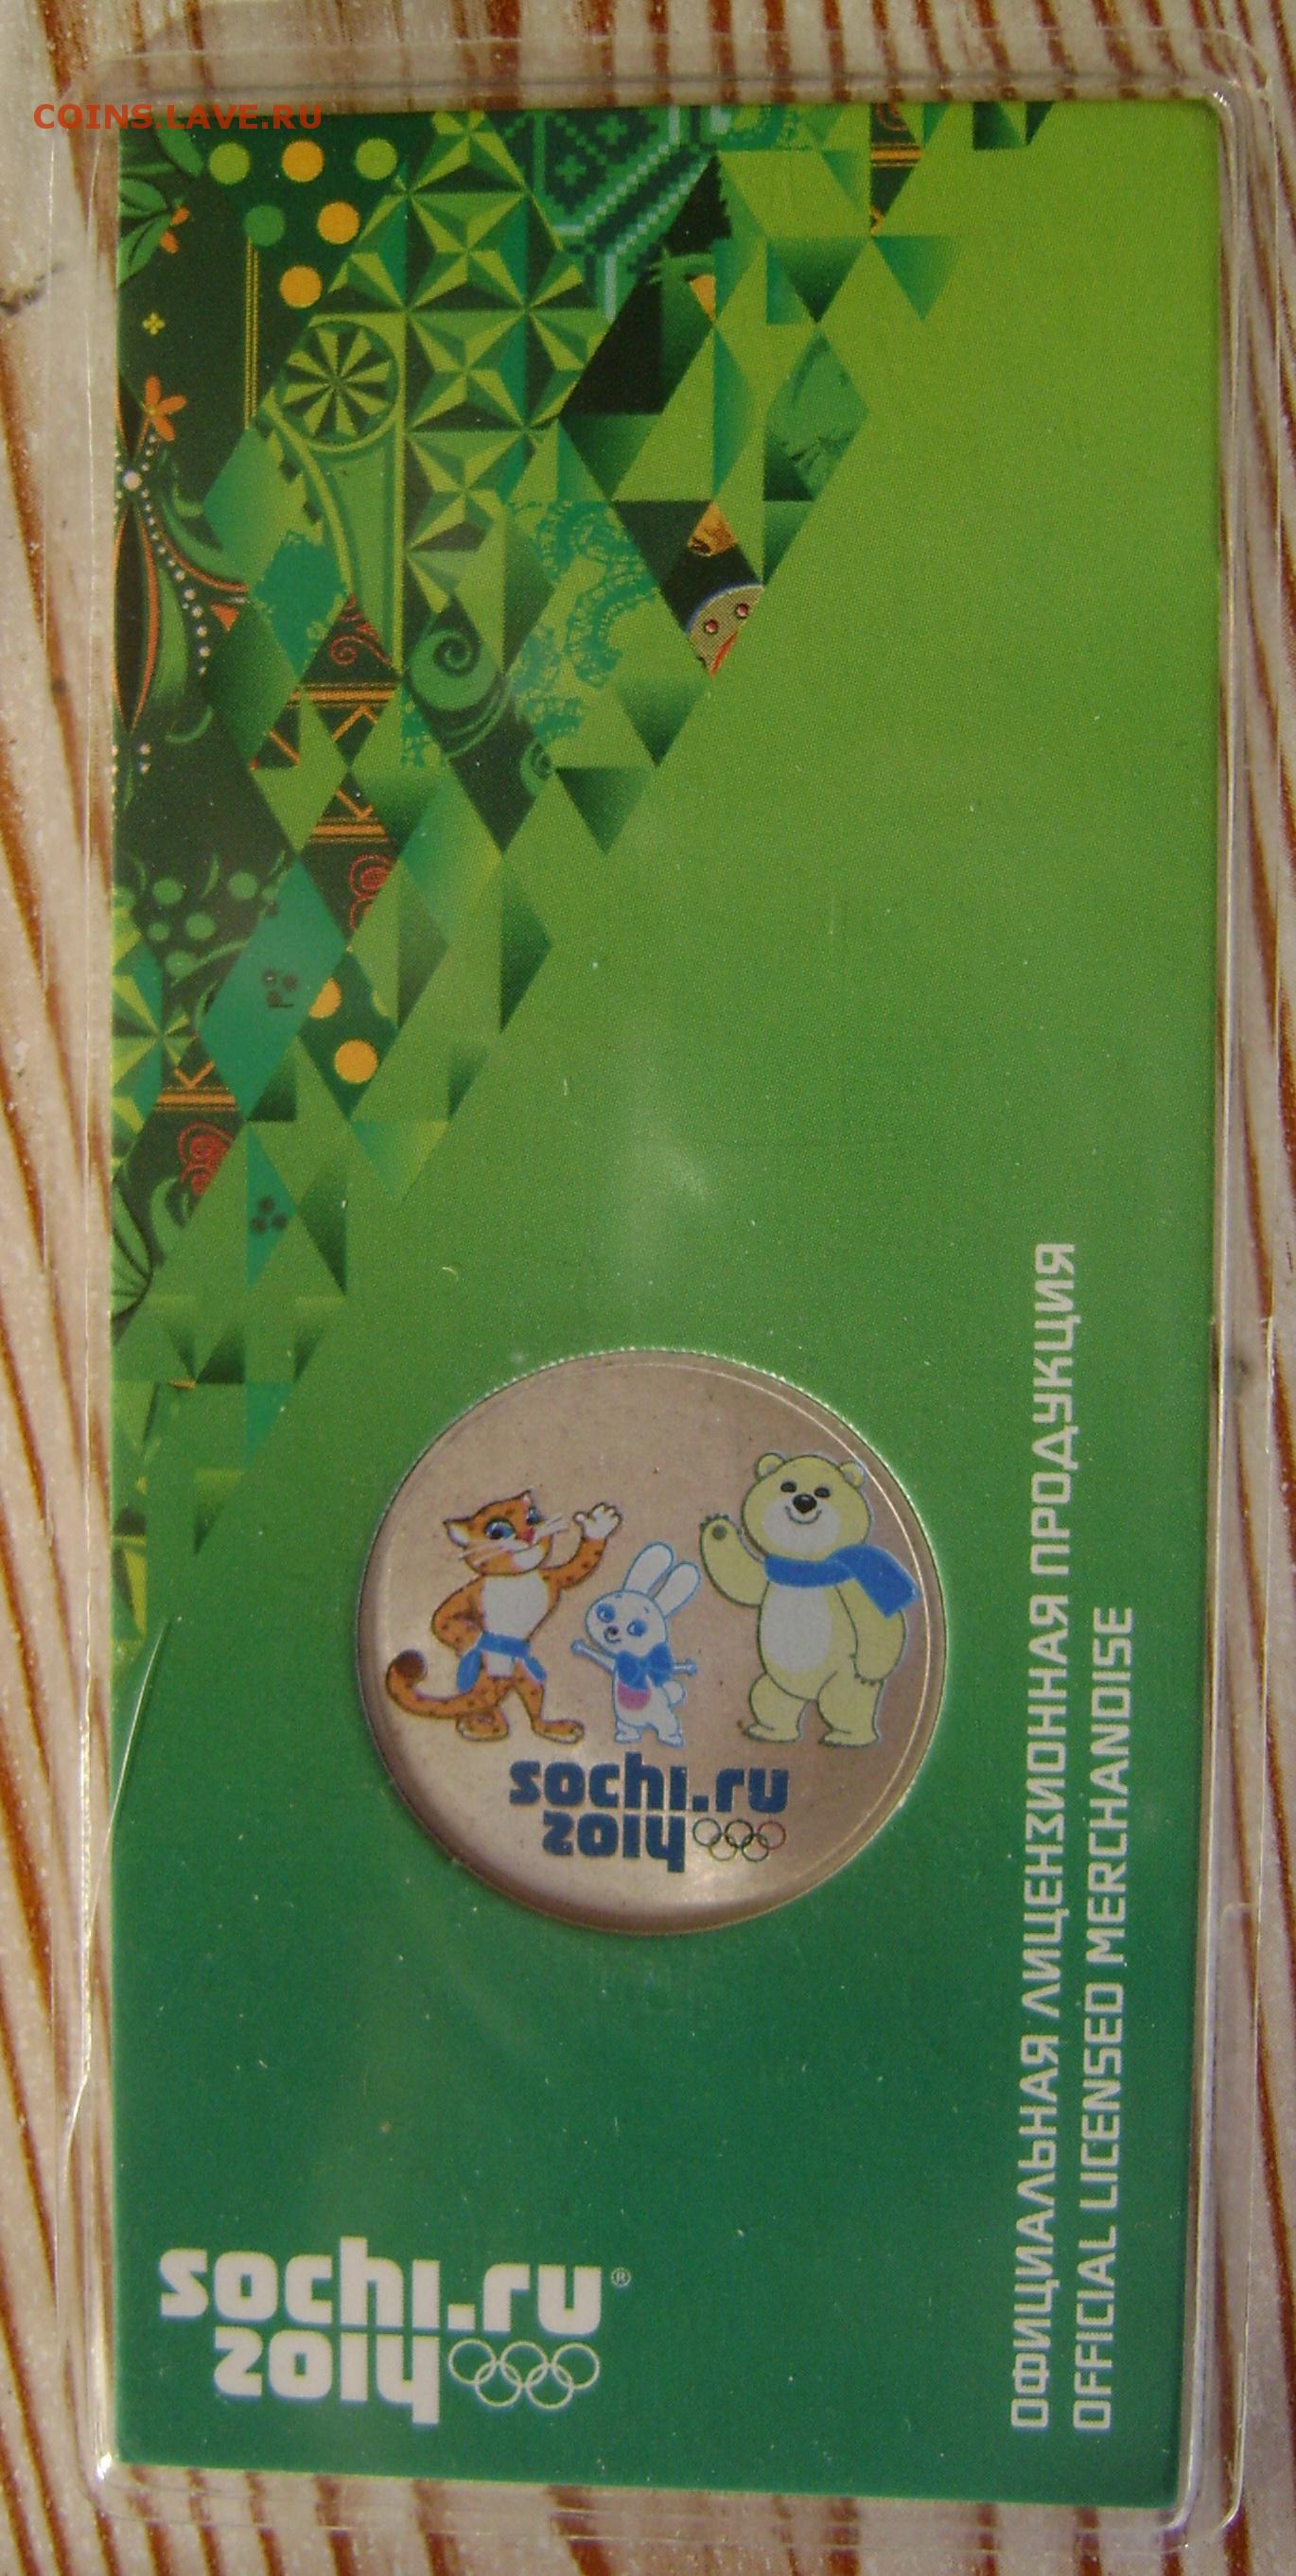 COINS.LAVE.RU
sochi.ru
2014
ОФИЦИАЛЬНАЯ ЛИЦЕНЗИОННАЯ ПРОДУКЦИЯ
OFFICIAL LICENSED MERCHANDISE
sochi.ru®
2014